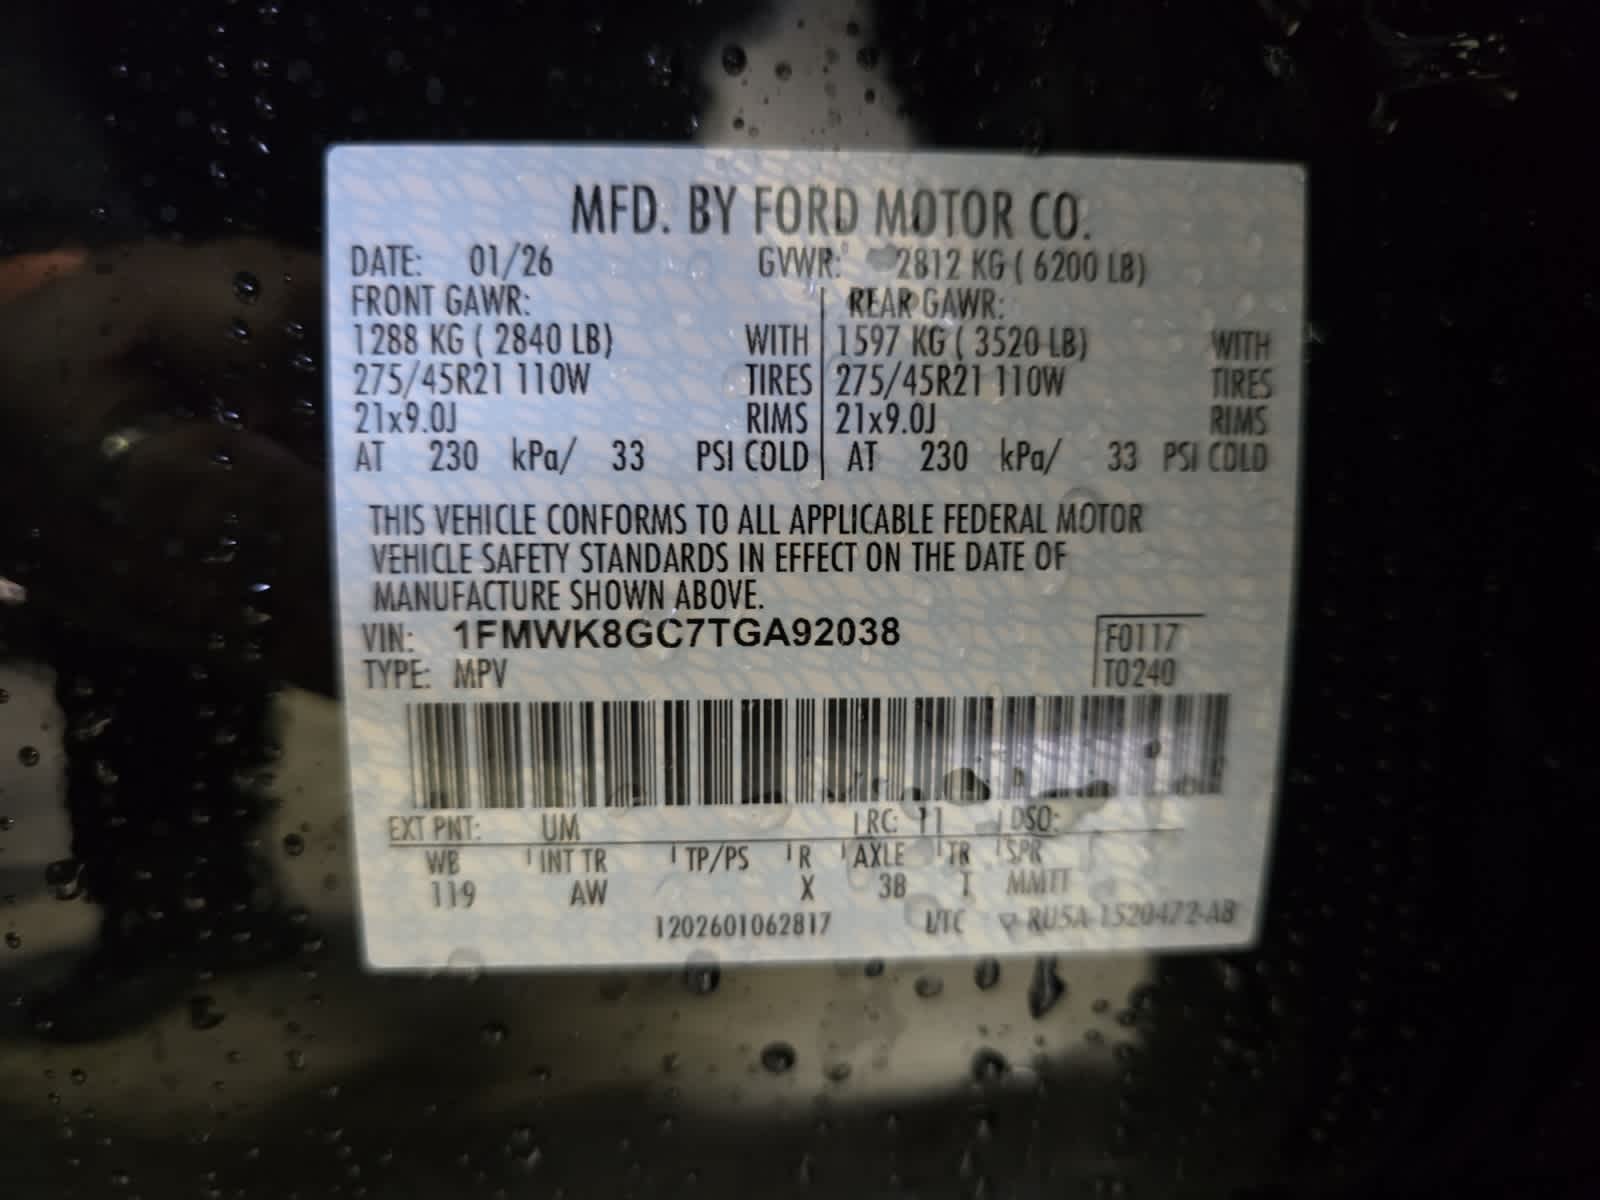 MFD. BY FORD MOTOR CO.
DATE: 01/26 GVWR: 2812 KG ( 6200 LB)
FRONT GAWR: REAR GAWR:
1288 KG ( 2840 LB) WITH 1597 KG ( 3520 LB) WITH
275/45R21 110W TIRES 275/45R21 110W TIRES
21x9.0J RIMS 21x9.0J RIMS
AT 230 kPa/ 33 PSI COLD AT 230 kPa/ 33 PSI COLD
THIS VEHICLE CONFORMS TO ALL APPLICABLE FEDERAL MOTOR
VEHICLE SAFETY STANDARDS IN EFFECT ON THE DATE OF
MANUFACTURE SHOWN ABOVE.
VIN: 1FMWK8GC7TGA92038 F0117
TYPE: MPV T0240
EXT PNT: UM RC: 11 DSO:
WB INT TR TP/PS R AXLE TR SPR
119 AW X 3B T MMTT
1202601062817 UTC RU5A-1520472-AB